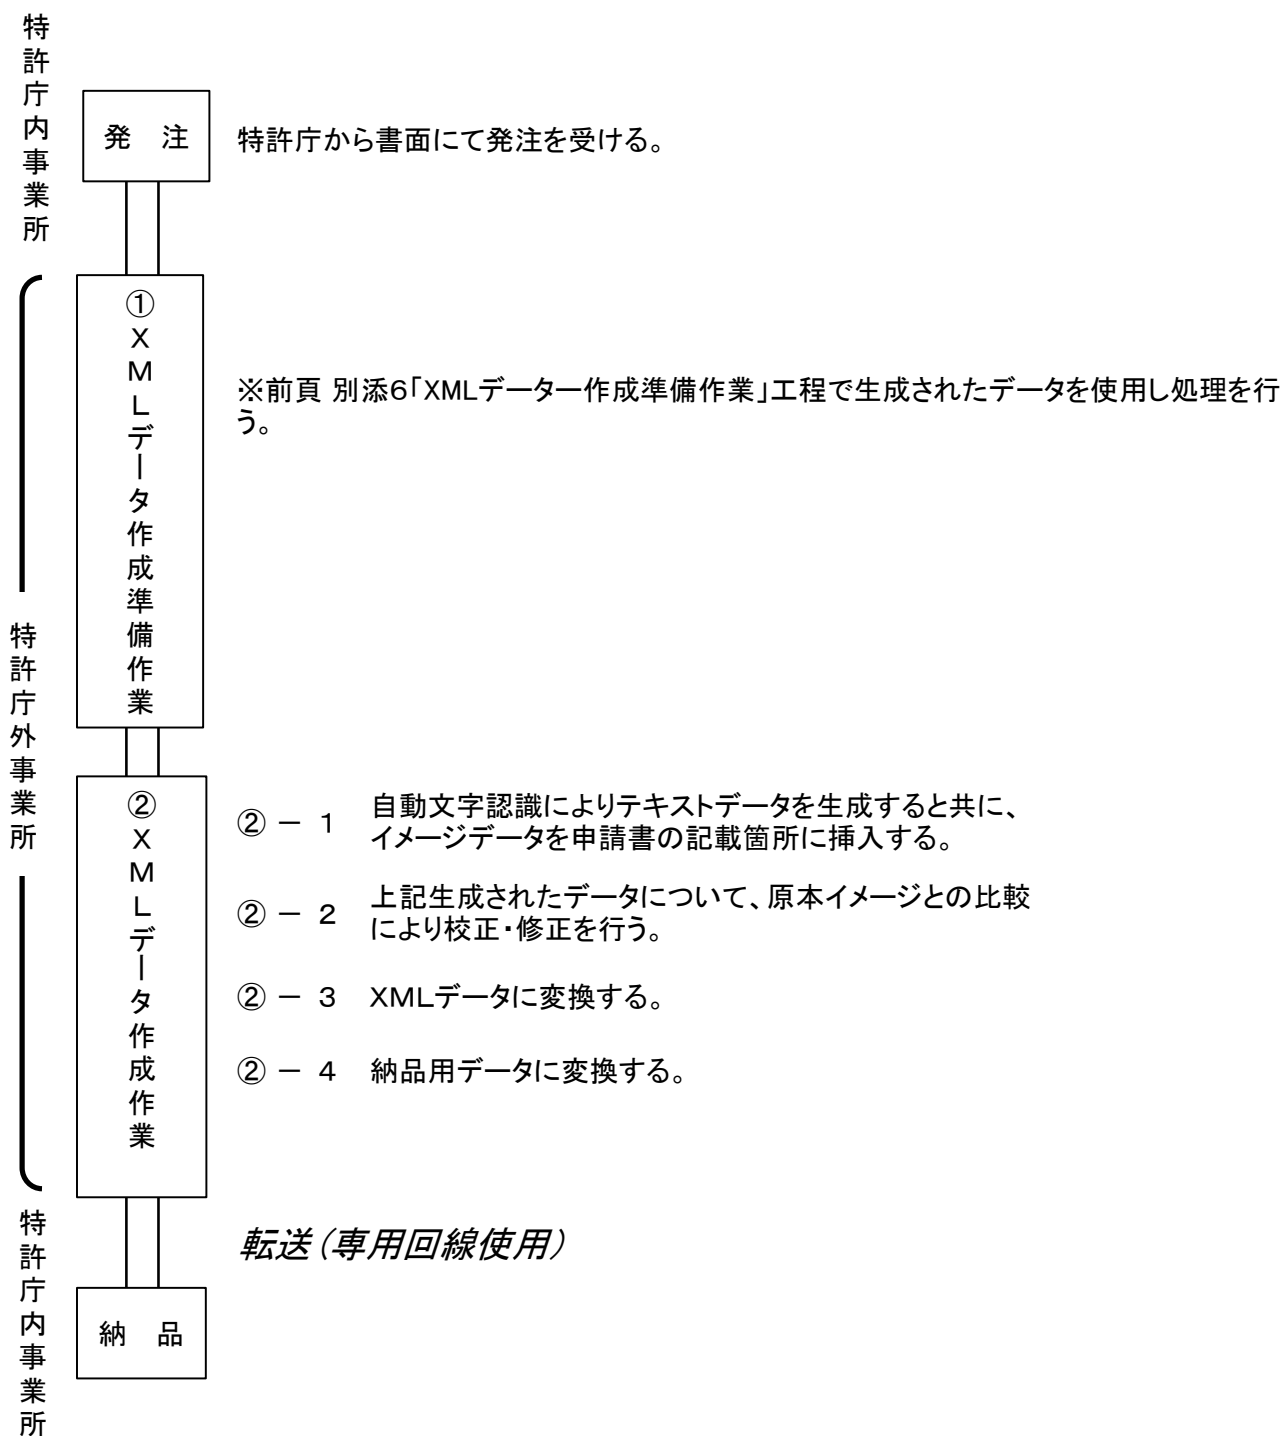 特許庁内事業所
発　注
特許庁から書面にて発注を受ける。
①XMLデータ作成準備作業
※前頁 別添6「XMLデーター作成準備作業」工程で生成されたデータを使用し処理を行
う。
特許庁外事業所
②XMLデータ作成作業
②－１　自動文字認識によりテキストデータを生成すると共に、
イメージデータを申請書の記載箇所に挿入する。
②－２　上記生成されたデータについて、原本イメージとの比較
により校正・修正を行う。
②－３　XMLデータに変換する。
②－４　納品用データに変換する。
転送（専用回線使用）
特許庁内事業所
納　品